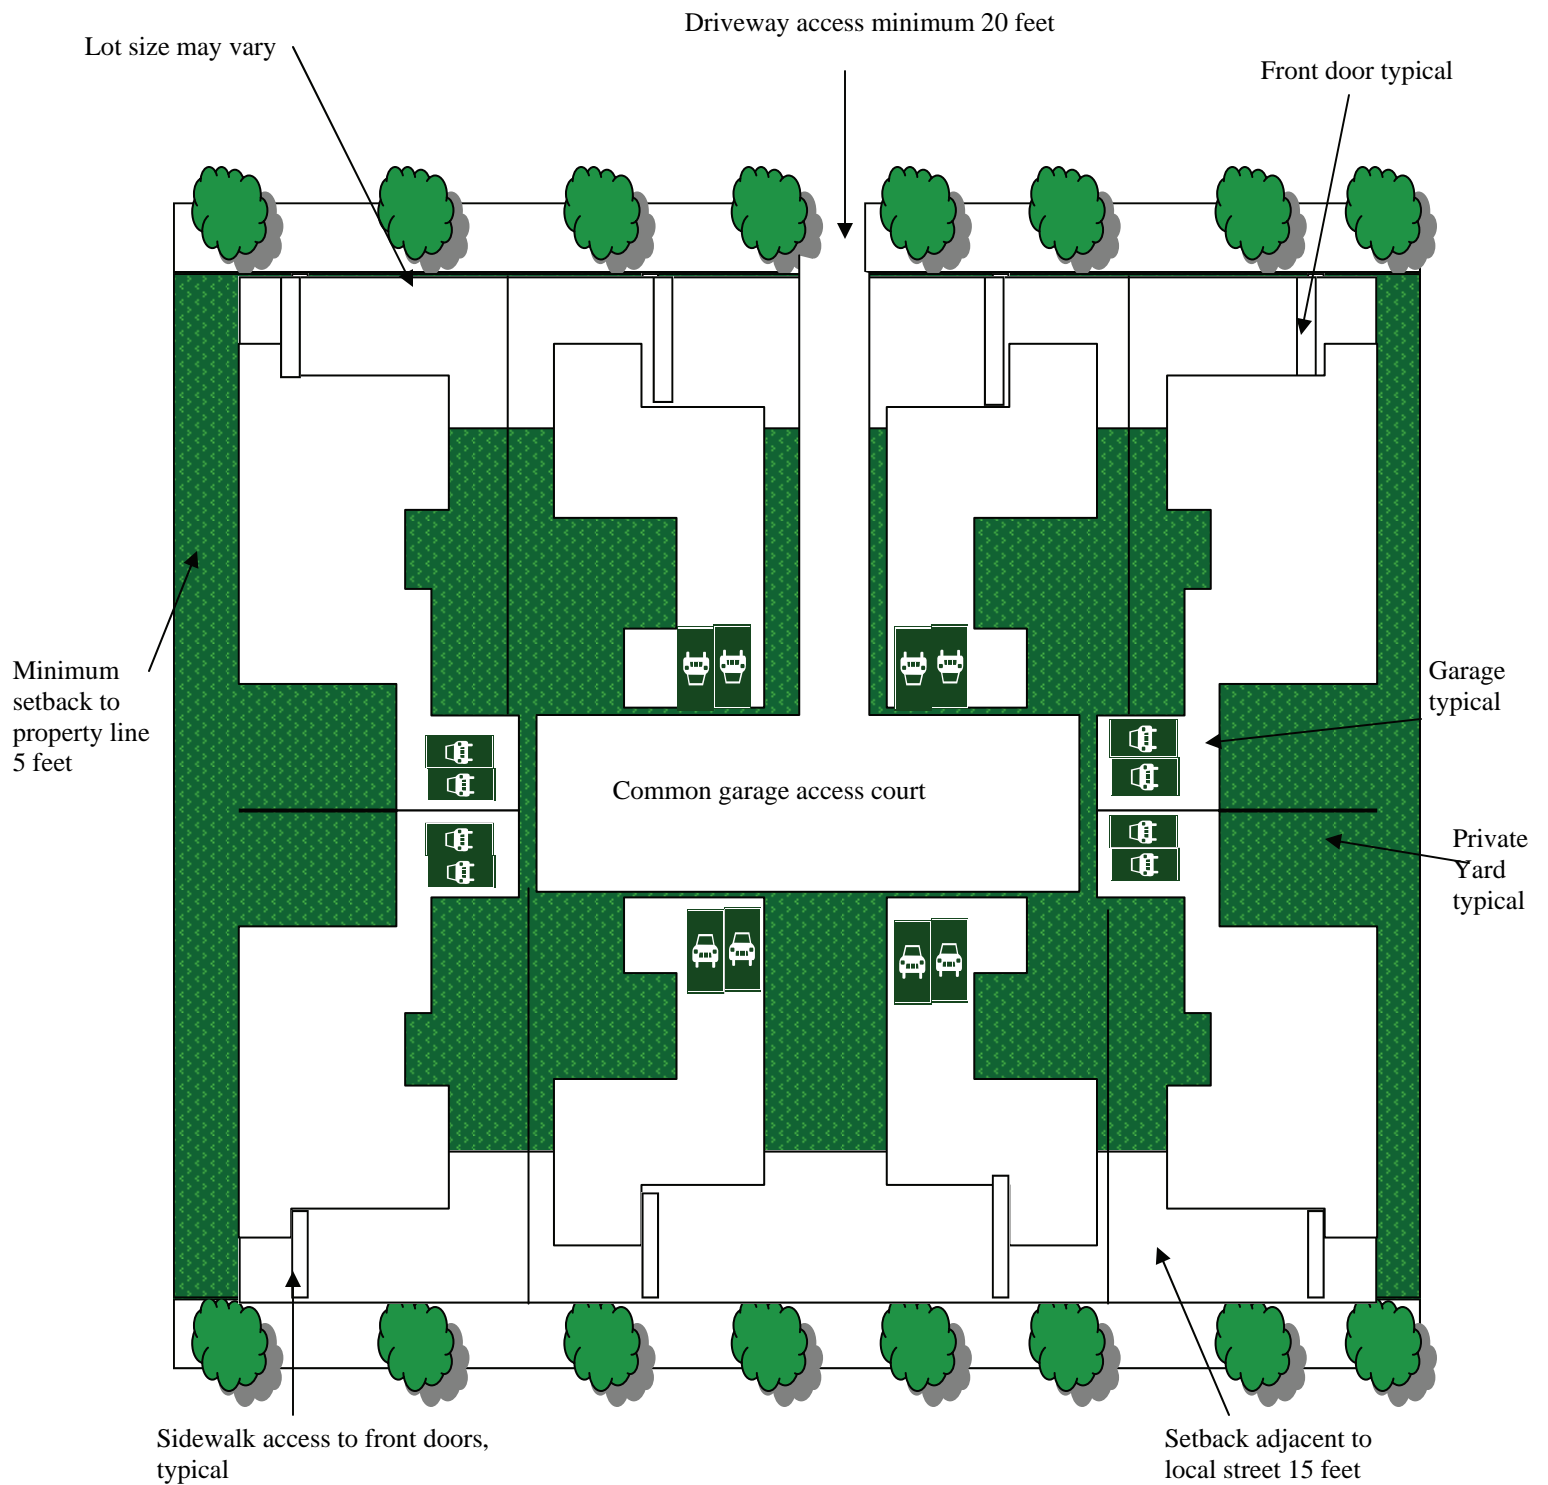 Driveway access minimum 20 feet
Lot size may vary
Front door typical
Minimum
setback to
property line
5 feet
Garage
typical
Common garage access court
Private
Yard
typical
Sidewalk access to front doors,
typical
Setback adjacent to
local street 15 feet